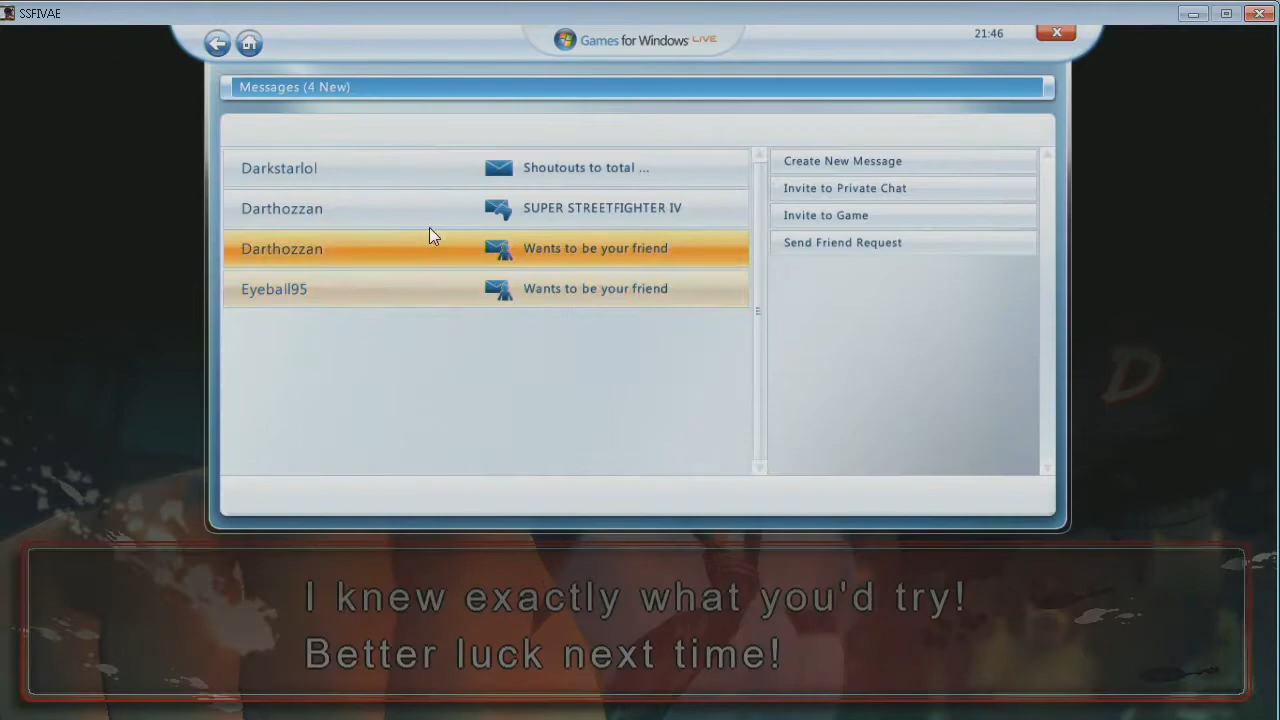 SSFIVAE
Games for Windows LIVE
21:46
Messages (4 New)
Darkstarlol Shoutouts to total ...
Darthozzan SUPER STREETFIGHTER IV
Darthozzan Wants to be your friend
Eyeball95 Wants to be your friend
Create New Message
Invite to Private Chat
Invite to Game
Send Friend Request
D
I knew exactly what you'd try!
Better luck next time!